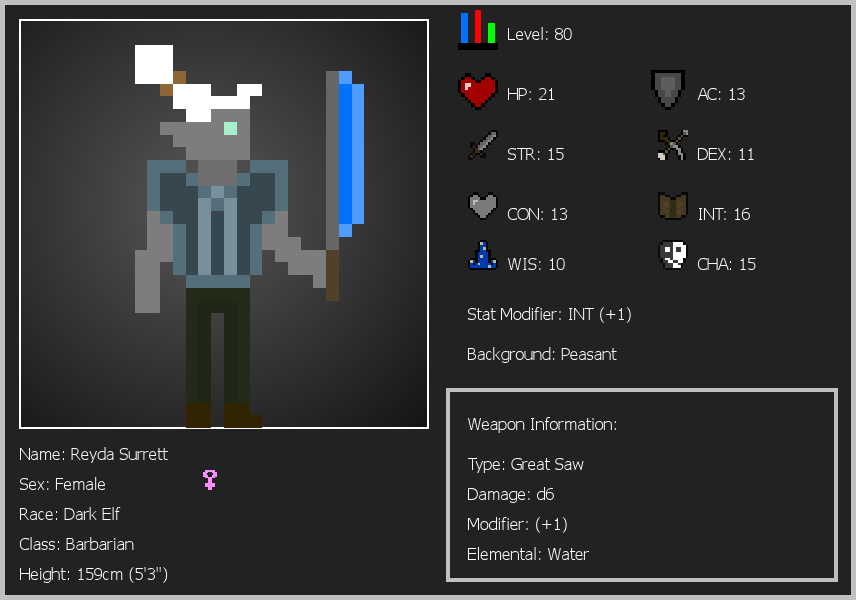 Level: 80
HP: 21
AC: 13
STR: 15
DEX: 11
CON: 13
INT: 16
WIS: 10
CHA: 15
Stat Modifier: INT (+1)
Background: Peasant
Weapon Information:
Type: Great Saw
Damage: d6
Modifier: (+1)
Elemental: Water
Name: Reyda Surrett
Sex: Female
Race: Dark Elf
Class: Barbarian
Height: 159cm (5'3")